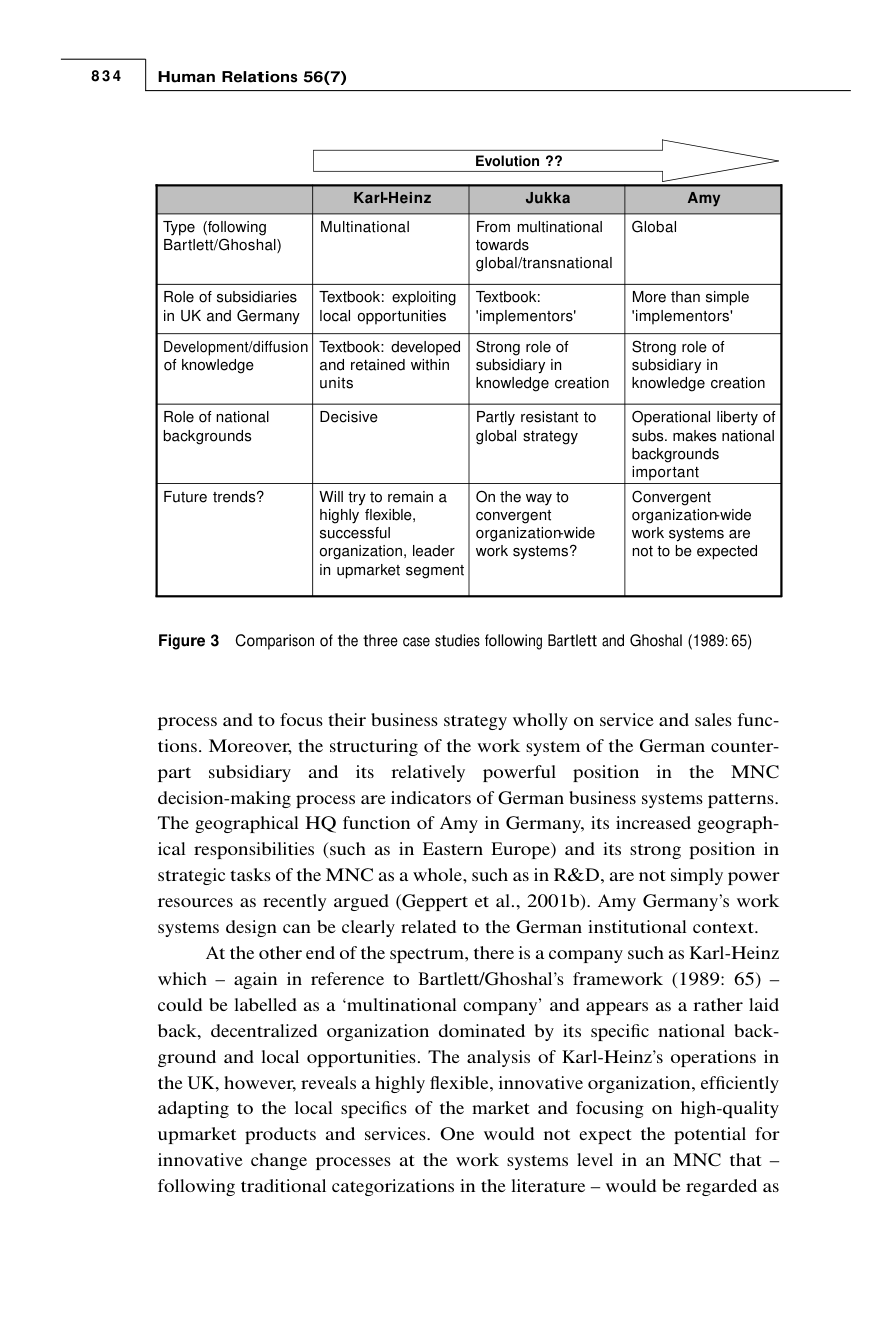 834
Human Relations 56(7)
Evolution ??
Karl-Heinz
Jukka
Amy
Type (following
Bartlett/Ghoshal)
Multinational
From multinational
towards
global/transnational
Global
Role of subsidiaries
in UK and Germany
Textbook: exploiting
local opportunities
Textbook:
'implementors'
More than simple
'implementors'
Development/diffusion
of knowledge
Textbook: developed
and retained within
units
Strong role of
subsidiary in
knowledge creation
Strong role of
subsidiary in
knowledge creation
Role of national
backgrounds
Decisive
Partly resistant to
global strategy
Operational liberty of
subs. makes national
backgrounds
important
Future trends?
Will try to remain a
highly flexible,
successful
organization, leader
in upmarket segment
On the way to
convergent
organization-wide
work systems?
Convergent
organization-wide
work systems are
not to be expected
Figure 3 Comparison of the three case studies following Bartlett and Ghoshal (1989: 65)
process and to focus their business strategy wholly on service and sales func-
tions. Moreover, the structuring of the work system of the German counter-
part subsidiary and its relatively powerful position in the MNC
decision-making process are indicators of German business systems patterns.
The geographical HQ function of Amy in Germany, its increased geograph-
ical responsibilities (such as in Eastern Europe) and its strong position in
strategic tasks of the MNC as a whole, such as in R&D, are not simply power
resources as recently argued (Geppert et al., 2001b). Amy Germany's work
systems design can be clearly related to the German institutional context.
At the other end of the spectrum, there is a company such as Karl-Heinz
which – again in reference to Bartlett/Ghoshal's framework (1989: 65) –
could be labelled as a 'multinational company' and appears as a rather laid
back, decentralized organization dominated by its specific national back-
ground and local opportunities. The analysis of Karl-Heinz's operations in
the UK, however, reveals a highly flexible, innovative organization, efficiently
adapting to the local specifics of the market and focusing on high-quality
upmarket products and services. One would not expect the potential for
innovative change processes at the work systems level in an MNC that –
following traditional categorizations in the literature – would be regarded as